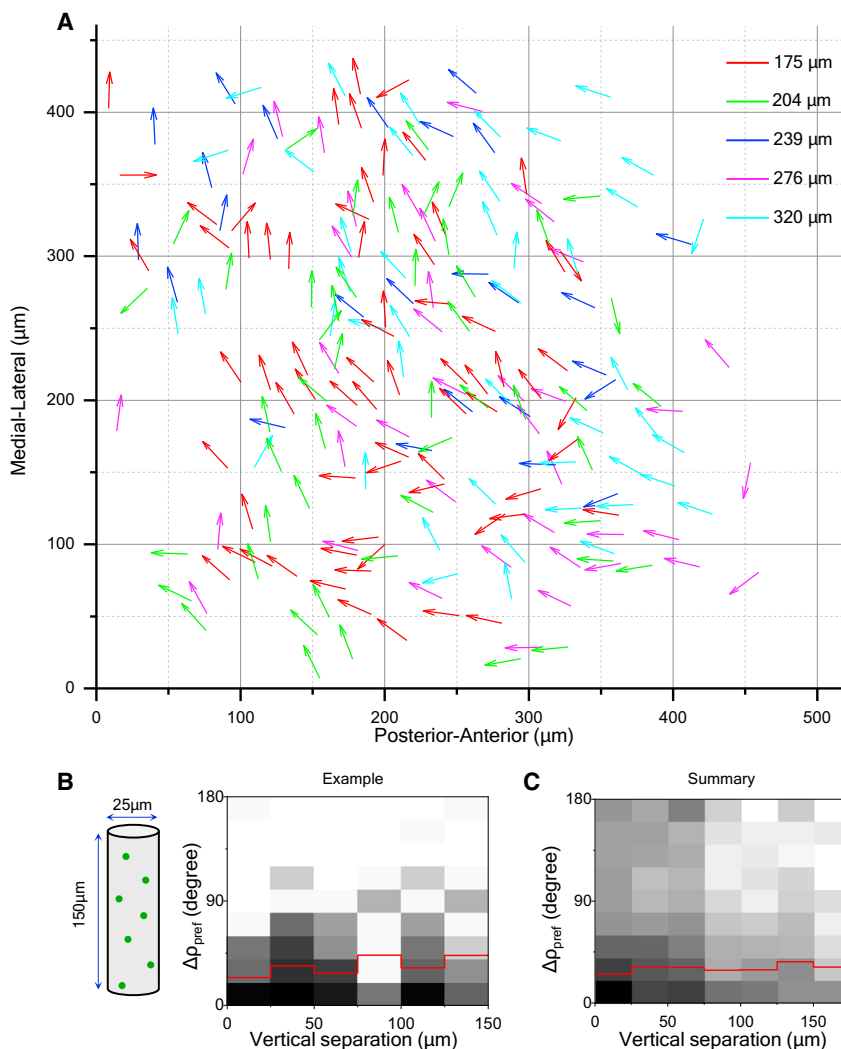 A
175 µm
204 µm
239 µm
276 µm
320 µm
Medial-Lateral (µm)
400
300
200
100
0
0 100 200 300 400 500
Posterior-Anterior (µm)
B
25µm
150µm
Example
Δρpref (degree)
180
90
0
0 50 100 150
Vertical separation (µm)
C
Summary
Δρpref (degree)
180
90
0
0 50 100 150
Vertical separation (µm)